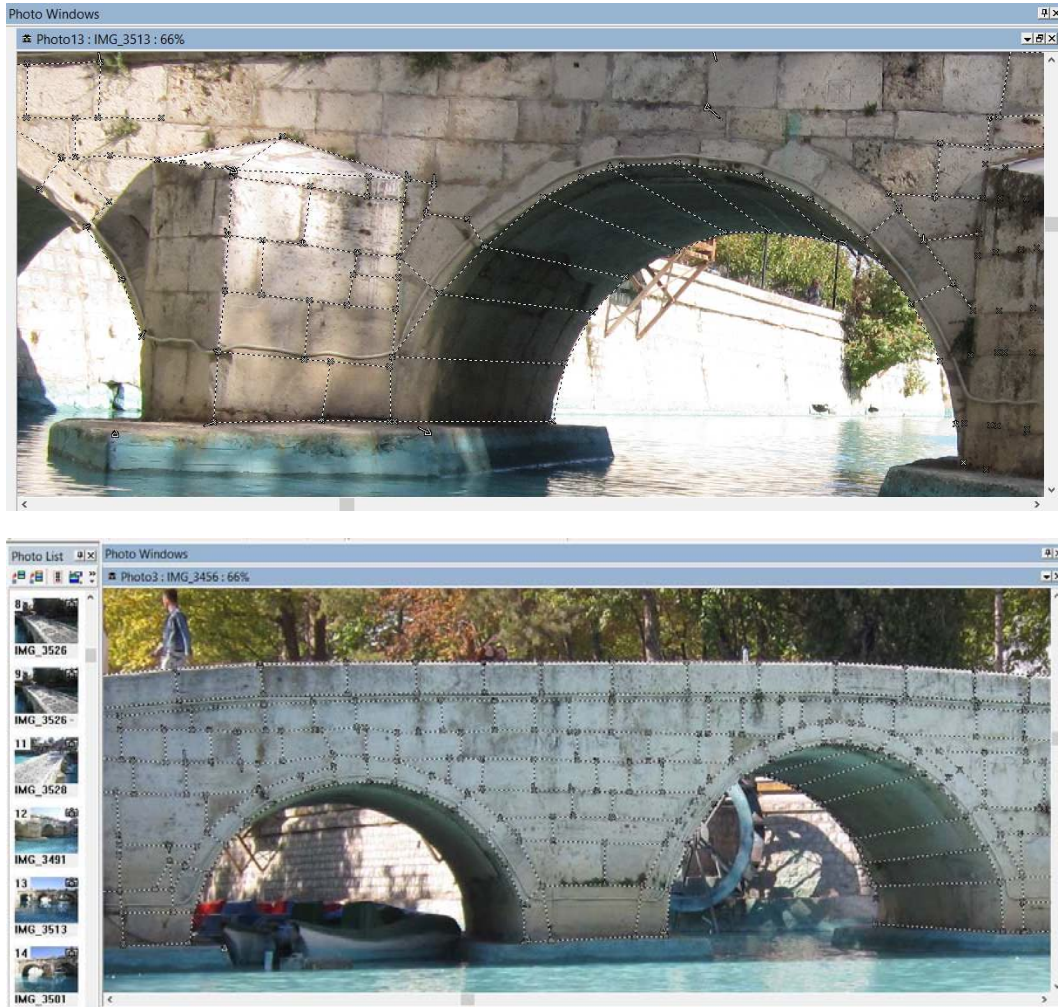 Photo Windows
Photo13 : IMG_3513 : 66%
Photo List
Photo Windows
Photo3 : IMG_3456 : 66%
8
IMG_3526
9
IMG_3526 -
11
IMG_3528
12
IMG_3491
13
IMG_3513
14
IMG_3501